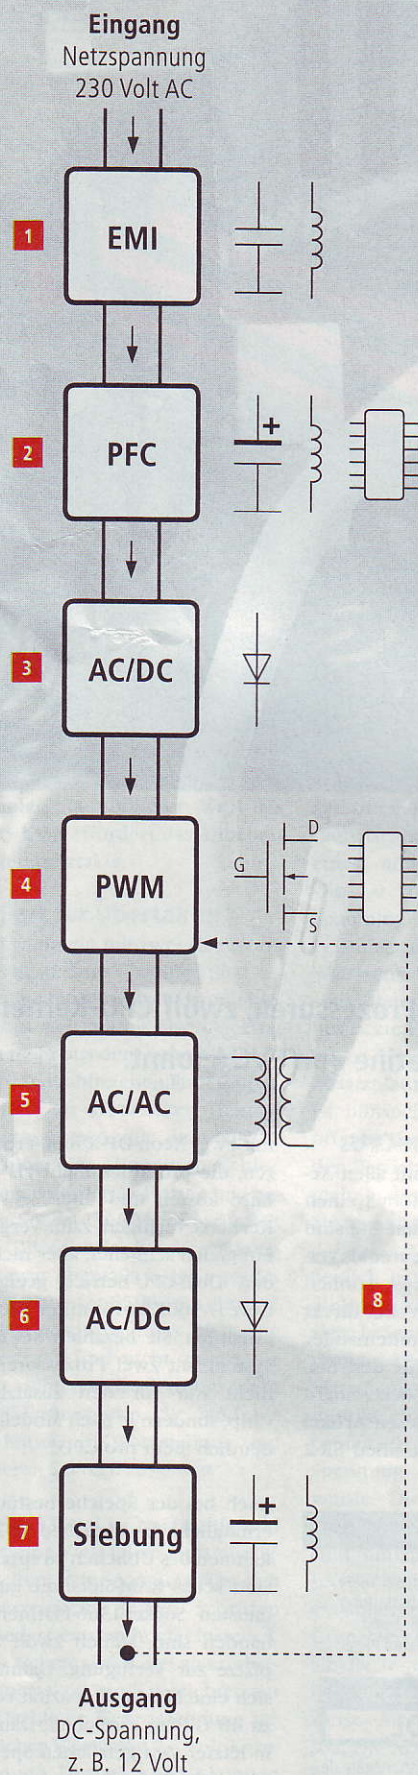 Eingang
Netzspannung
230 Volt AC
1
EMI
2
PFC
+
3
AC/DC
4
PWM
G
D
S
5
AC/AC
6
AC/DC
8
7
Siebung
+
Ausgang
DC-Spannung,
z. B. 12 Volt